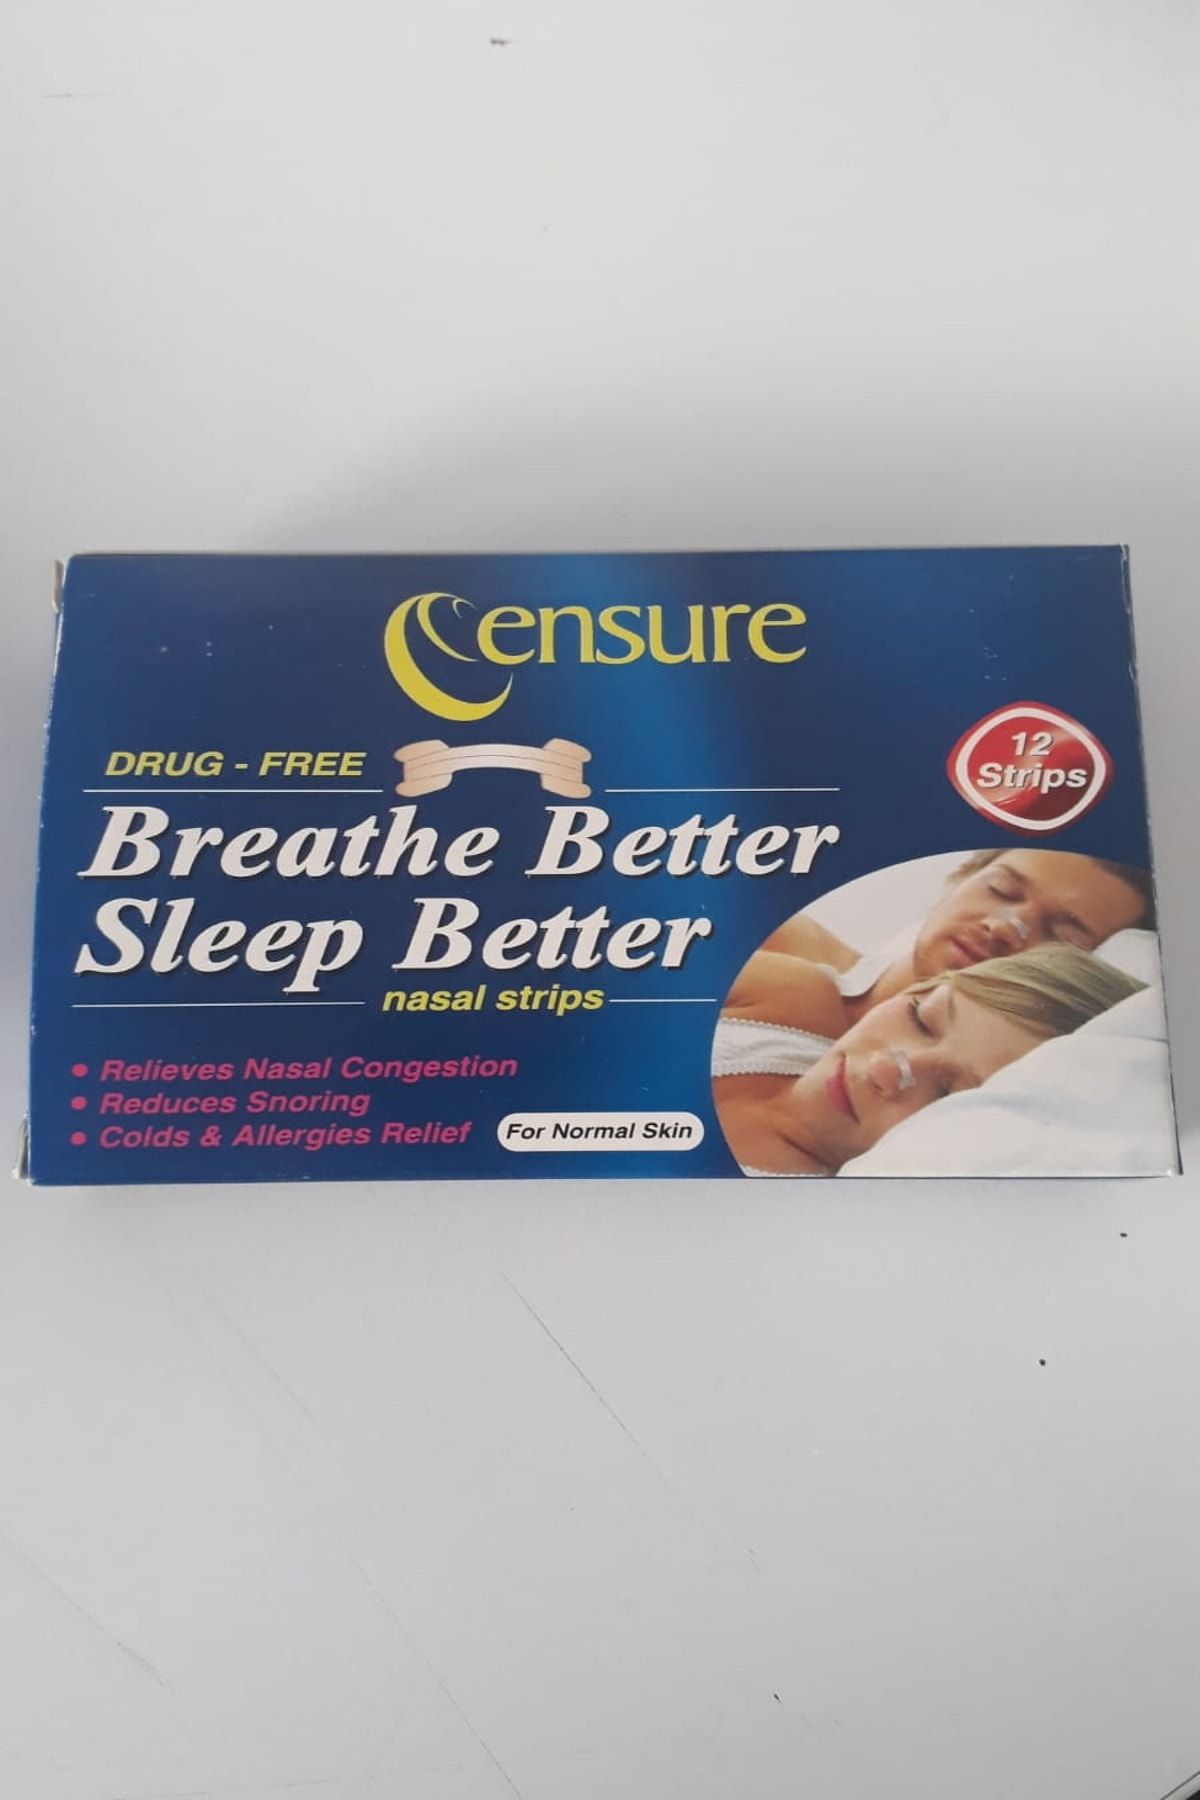 Censure
12
Strips
DRUG - FREE
Breathe Better
Sleep Better
nasal strips
• Relieves Nasal Congestion
• Reduces Snoring
• Colds & Allergies Relief
For Normal Skin